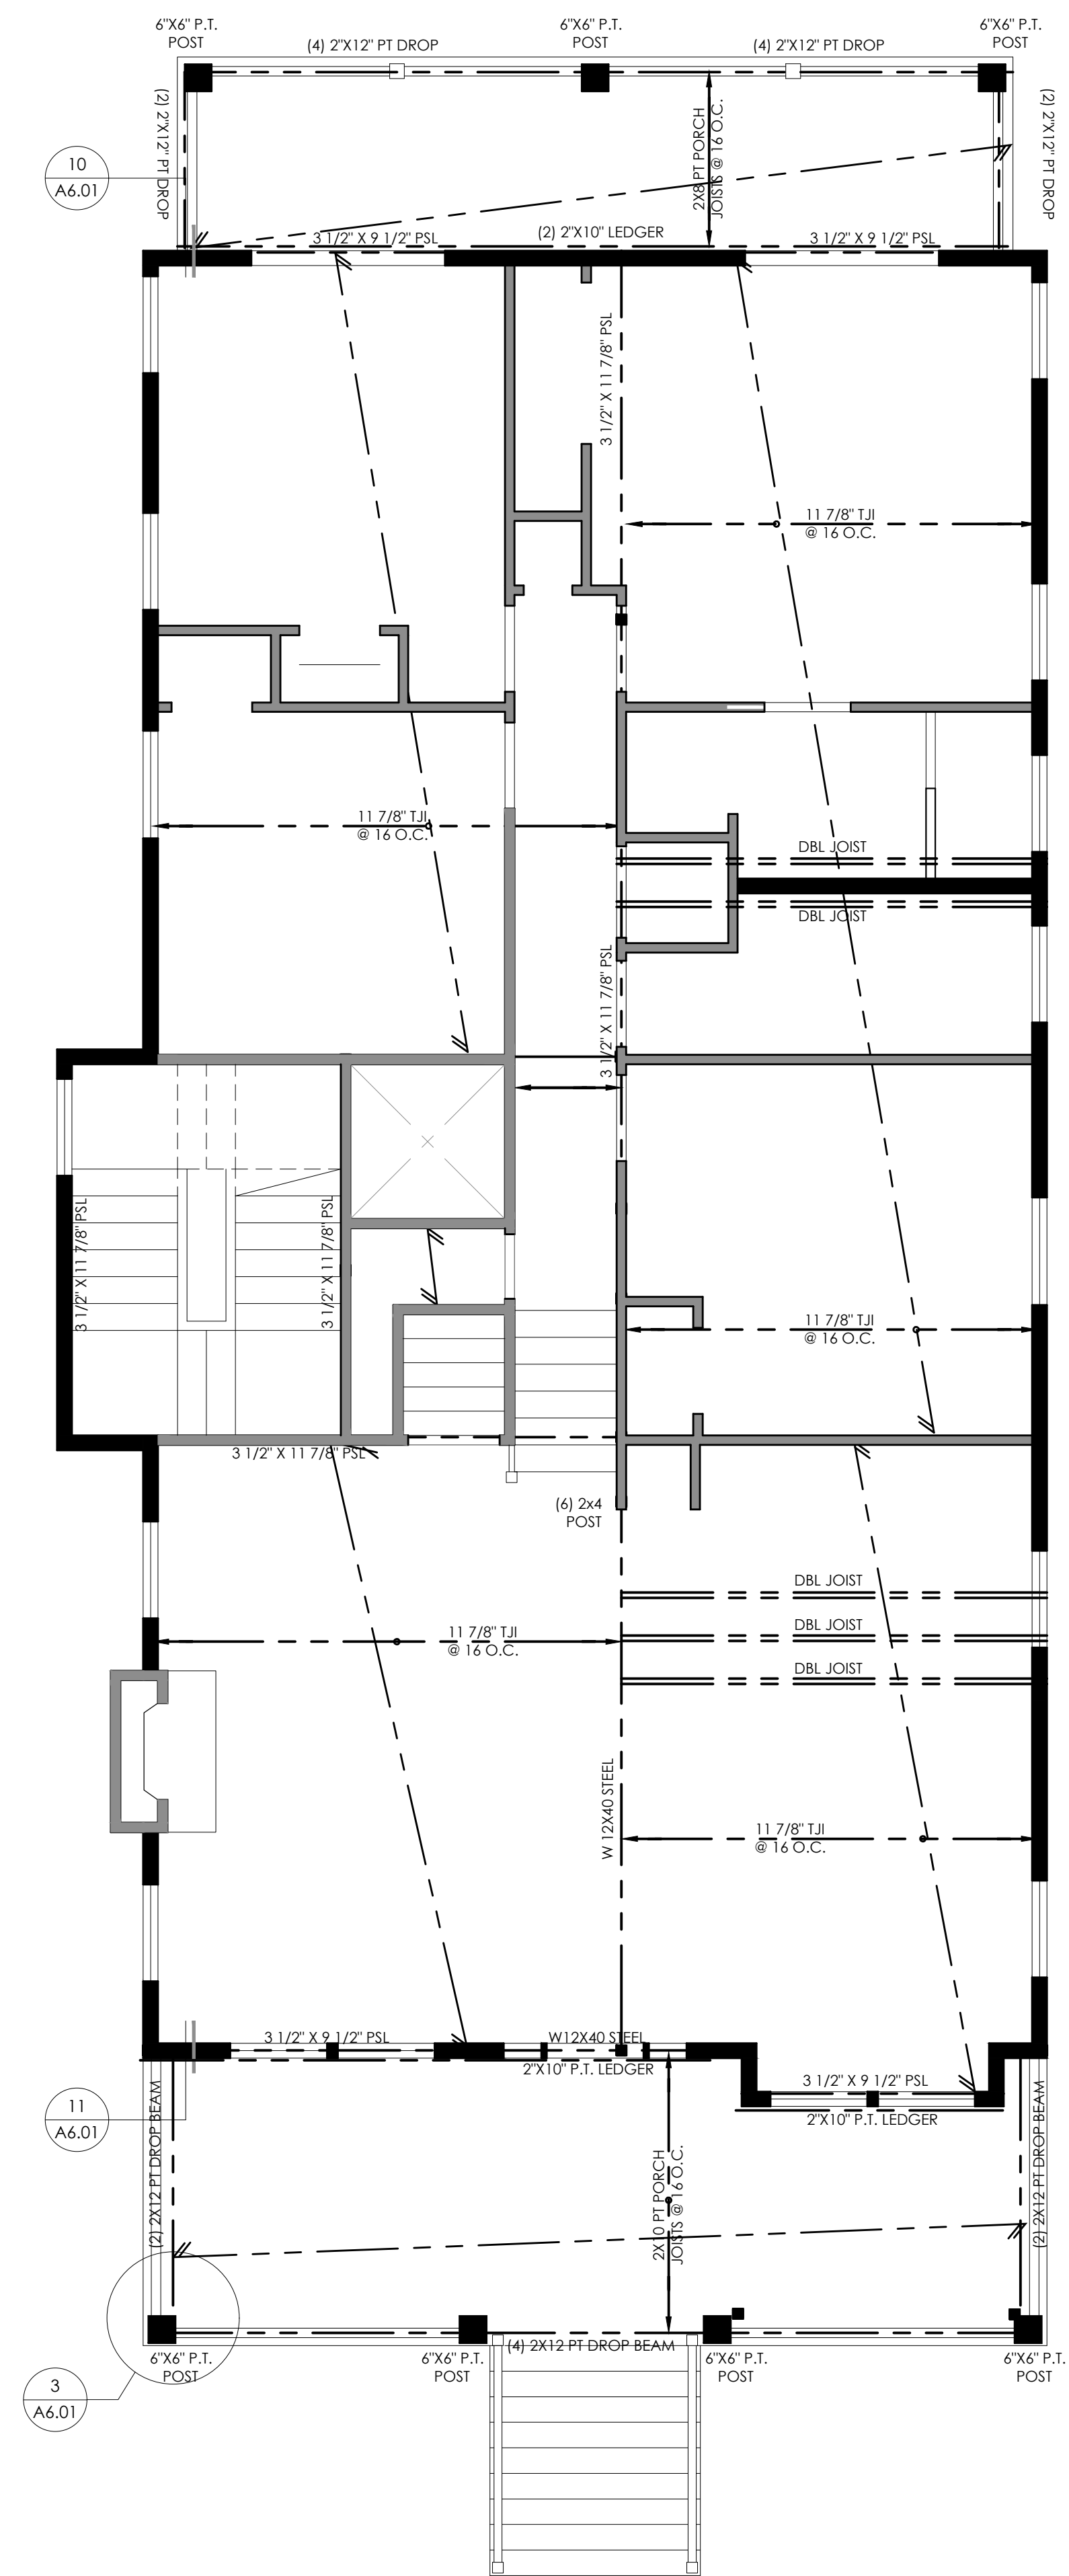 6"X6" P.T.
POST
(4) 2"X12" PT DROP
6"X6" P.T.
POST
(4) 2"X12" PT DROP
6"X6" P.T.
POST
(2) 2"X12" PT DROP
(2) 2"X12" PT DROP
2X8 PT PORCH
JOISTS @ 16 O.C.
10
A6.01
3 1/2" X 9 1/2" PSL
(2) 2"X10" LEDGER
3 1/2" X 9 1/2" PSL
3 1/2" X 11 7/8" PSL
11 7/8" TJI
@ 16 O.C.
11 7/8" TJI
@ 16 O.C.
DBL JOIST
DBL JOIST
3 1/2" X 11 7/8" PSL
3 1/2" X 11 7/8" PSL
3 1/2" X 11 7/8" PSL
11 7/8" TJI
@ 16 O.C.
3 1/2" X 11 7/8" PSL
(6) 2x4
POST
DBL JOIST
DBL JOIST
DBL JOIST
11 7/8" TJI
@ 16 O.C.
W 12X40 STEEL
11 7/8" TJI
@ 16 O.C.
3 1/2" X 9 1/2" PSL
W12X40 STEEL
2"X10" P.T. LEDGER
3 1/2" X 9 1/2" PSL
2"X10" P.T. LEDGER
11
A6.01
(2) 2X12 PT DROP BEAM
2X10 PT PORCH
JOISTS @ 16 O.C.
(2) 2X12 PT DROP BEAM
(4) 2X12 PT DROP BEAM
6"X6" P.T.
POST
6"X6" P.T.
POST
6"X6" P.T.
POST
6"X6" P.T.
POST
3
A6.01